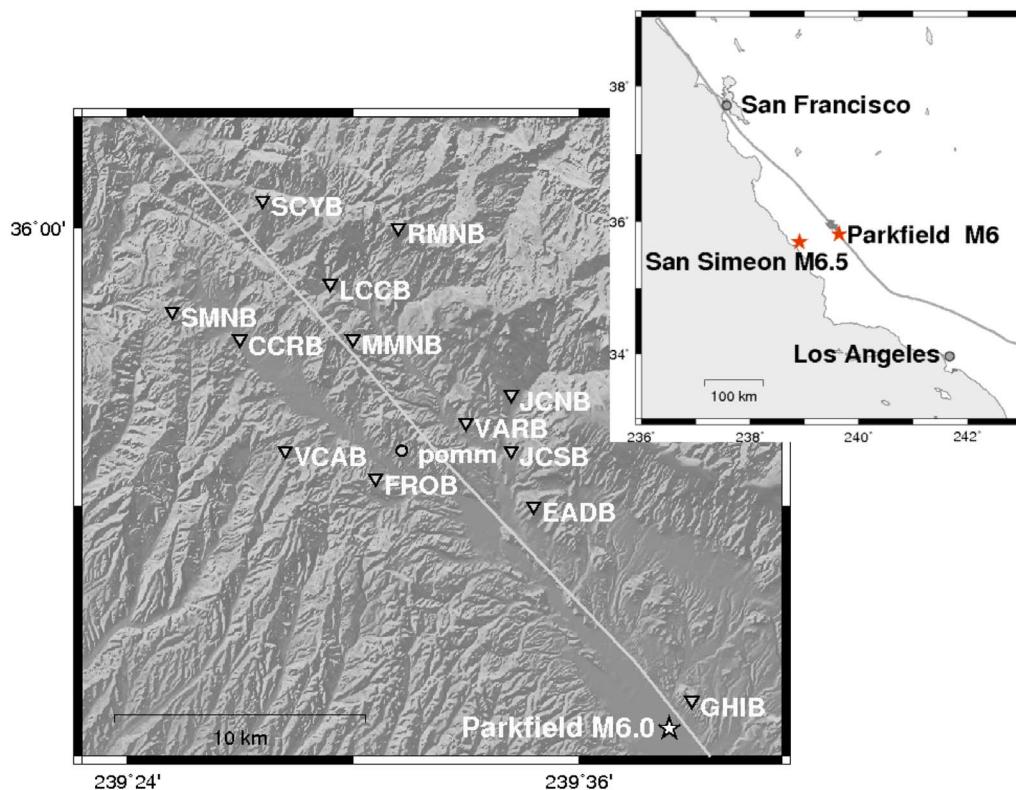 38°
San Francisco
36°
Parkfield M6
San Simeon M6.5
34°
Los Angeles
100 km
236°
238°
240°
242°
36°00'
SCYB
RMNB
LCCB
SMNB
CCRB
MMNB
JCNB
VARB
VCAB
pomm
JCSB
FROB
EADB
GHIB
Parkfield M6.0
10 km
239°24'
239°36'